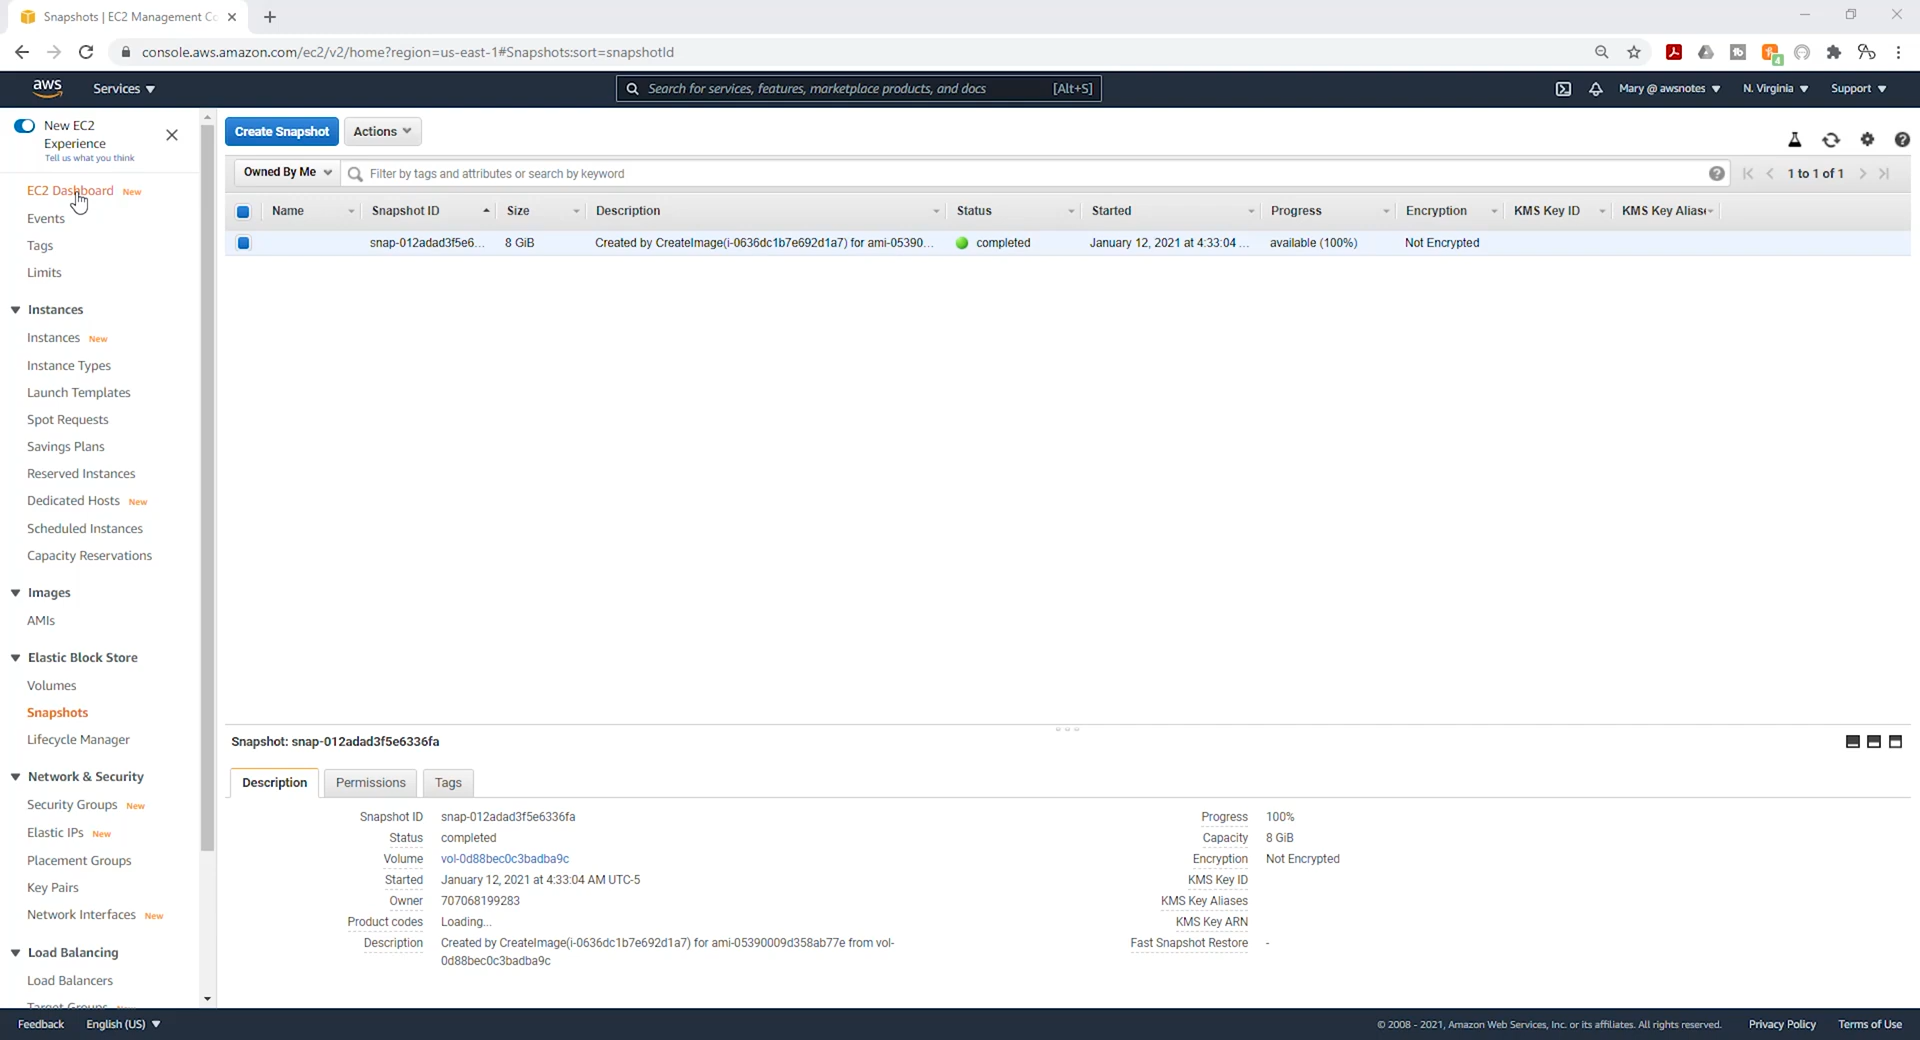 Snapshots | EC2 Management Co
console.aws.amazon.com/ec2/v2/home?region=us-east-1#Snapshots:sort=snapshotId
4
aws
Services
Search for services, features, marketplace products, and docs [Alt+S]
Mary @ awsnotes
N. Virginia
Support
New EC2
Experience
Tell us what you think
EC2 Dashboard New
Events
Tags
Limits
Instances
Instances New
Instance Types
Launch Templates
Spot Requests
Savings Plans
Reserved Instances
Dedicated Hosts New
Scheduled Instances
Capacity Reservations
Images
AMIs
Elastic Block Store
Volumes
Snapshots
Lifecycle Manager
Network & Security
Security Groups New
Elastic IPs New
Placement Groups
Key Pairs
Network Interfaces New
Load Balancing
Load Balancers
Target Groups New
Create Snapshot
Actions
Owned By Me
Filter by tags and attributes or search by keyword
1 to 1 of 1
Name Snapshot ID Size Description Status Started Progress Encryption KMS Key ID KMS Key Alias
snap-012adad3f5e6... 8 GiB Created by CreateImage(i-0636dc1b7e692d1a7) for ami-05390... completed January 12, 2021 at 4:33:04 ... available (100%) Not Encrypted
Snapshot: snap-012adad3f5e6336fa
Description Permissions Tags
Snapshot ID snap-012adad3f5e6336fa
Status completed
Volume vol-0d88bec0c3badba9c
Started January 12, 2021 at 4:33:04 AM UTC-5
Owner 707068199283
Product codes Loading...
Description Created by CreateImage(i-0636dc1b7e692d1a7) for ami-05390009d358ab77e from vol-
0d88bec0c3badba9c
Progress 100%
Capacity 8 GiB
Encryption Not Encrypted
KMS Key ID
KMS Key Aliases
KMS Key ARN
Fast Snapshot Restore -
Feedback
English (US)
© 2008 - 2021, Amazon Web Services, Inc. or its affiliates. All rights reserved.
Privacy Policy
Terms of Use